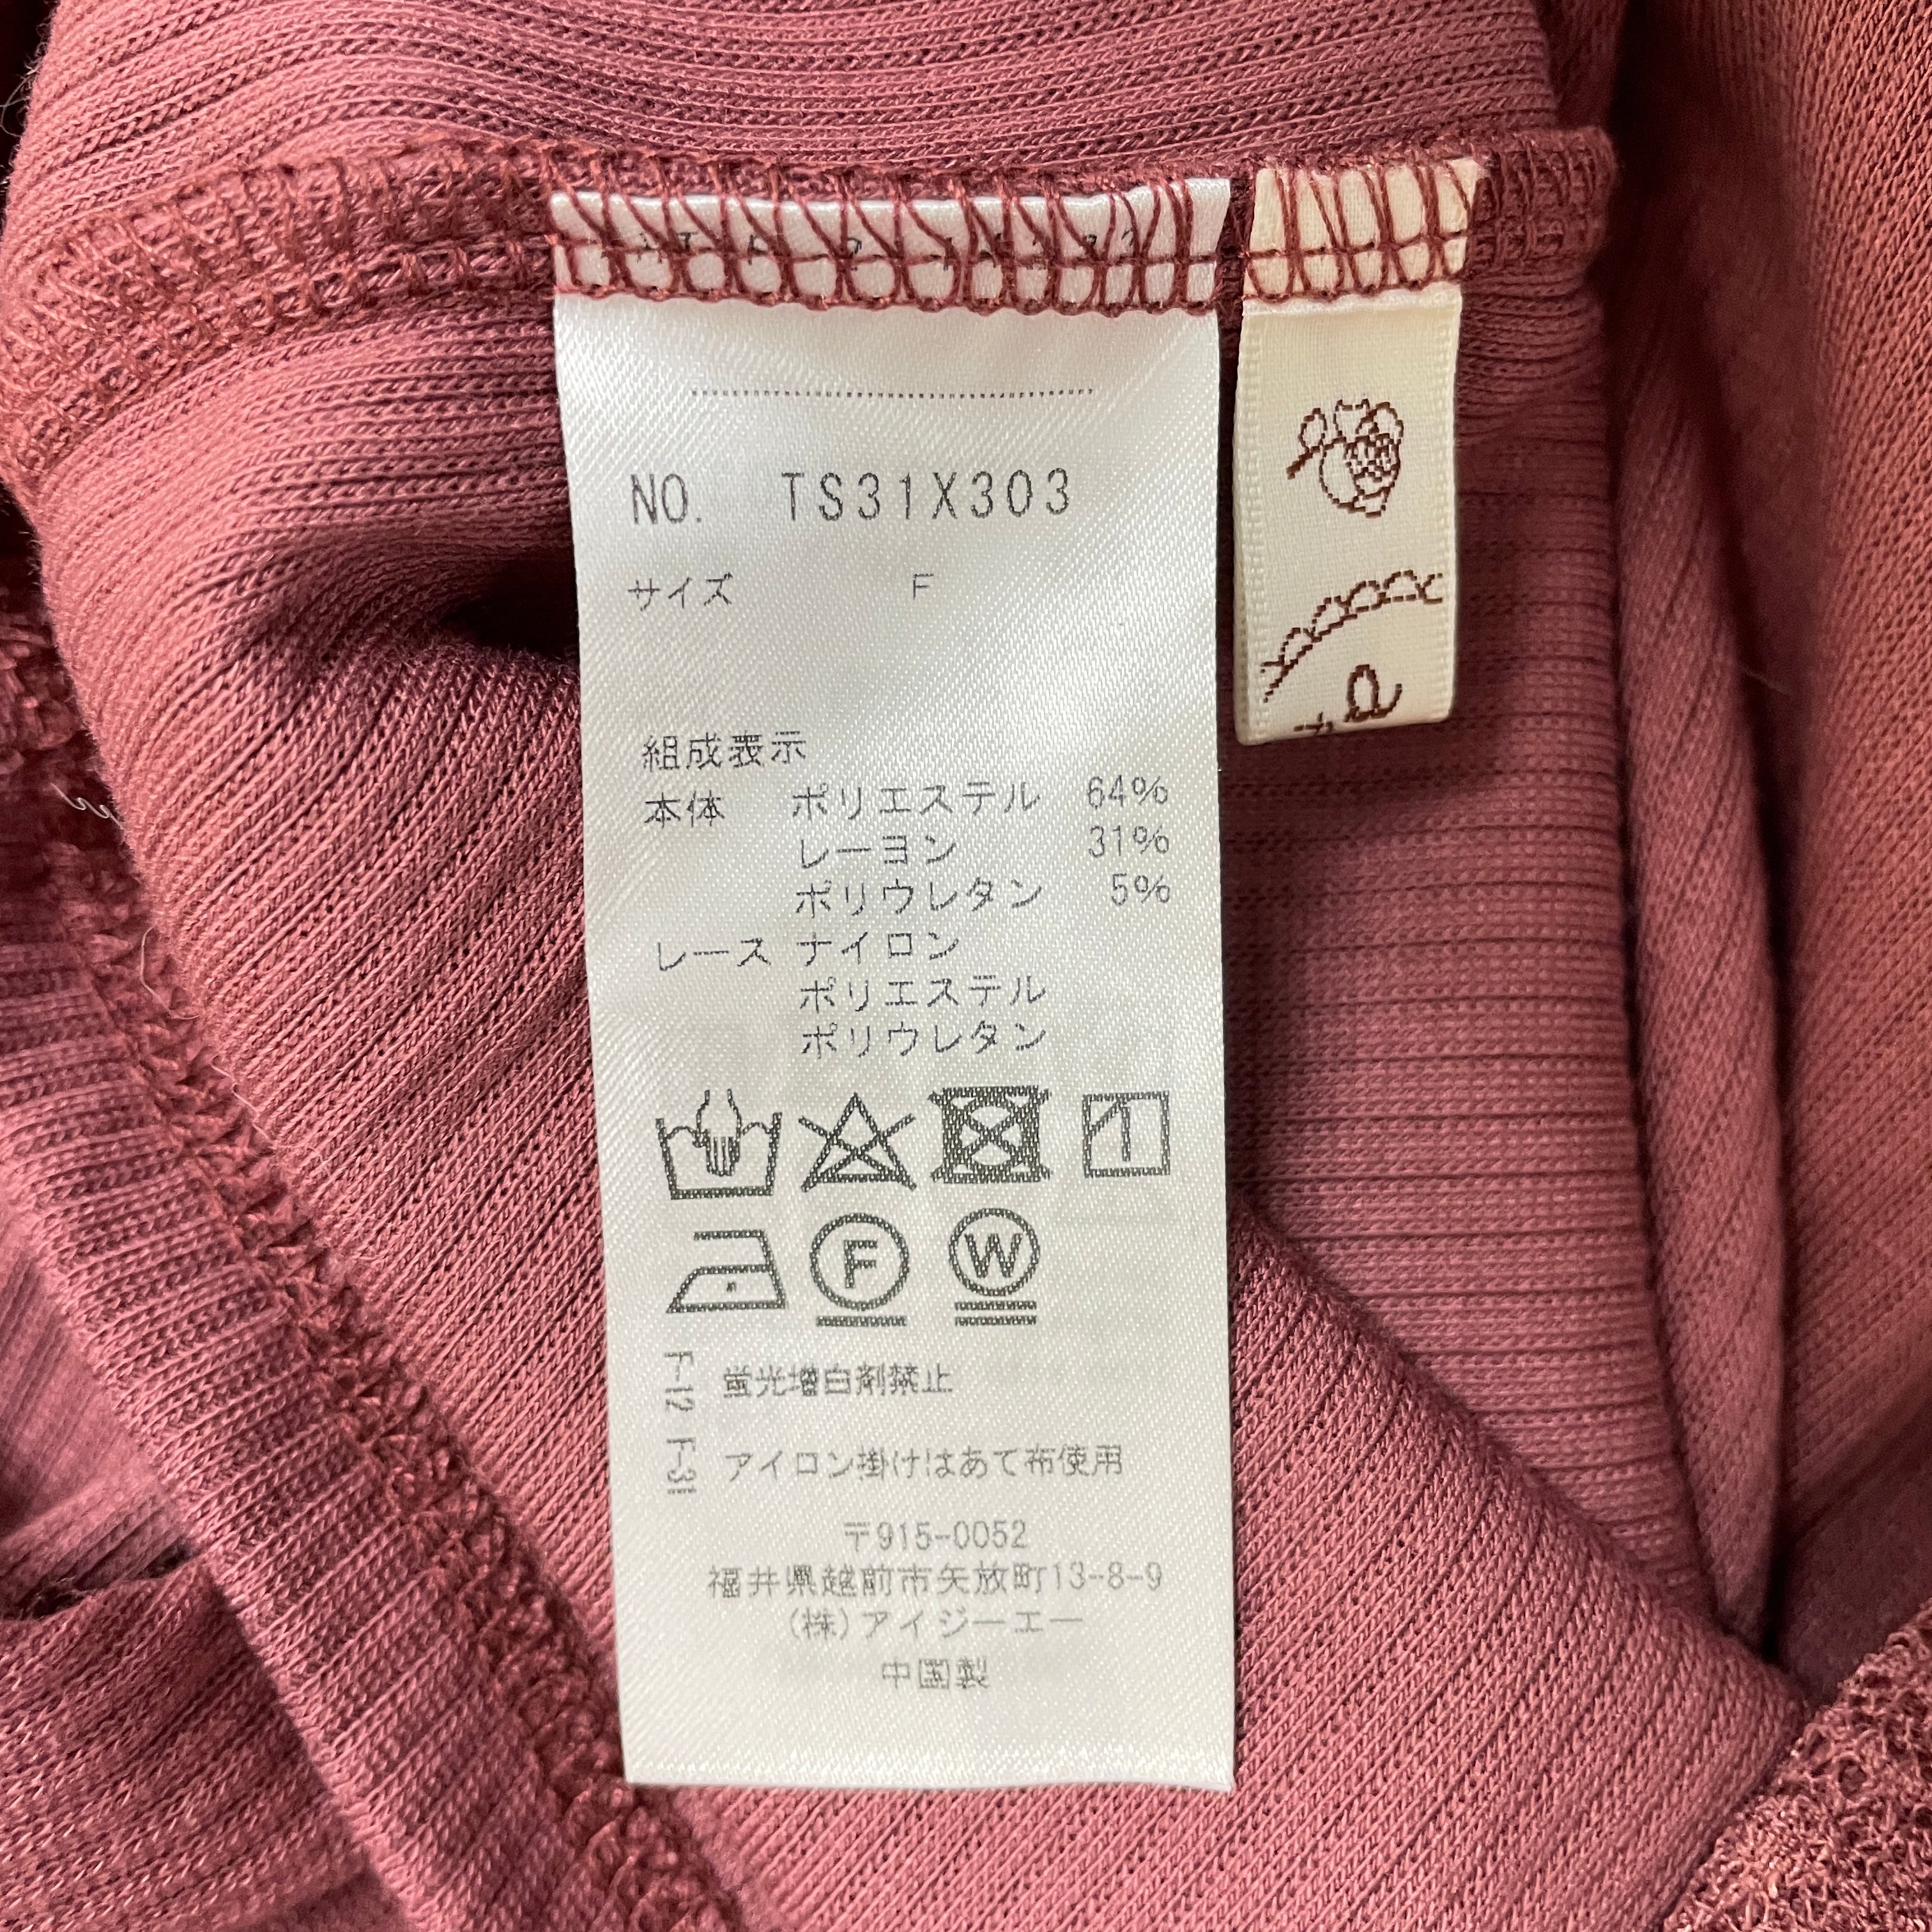 NO. TS31X303
サイズ F
組成表示
本体 ポリエステル 64%
レーヨン 31%
ポリウレタン 5%
レース ナイロン
ポリエステル
ポリウレタン
F
W
F-12 蛍光増白剤禁止
F-31 アイロン掛けはあて布使用
〒915-0052
福井県越前市矢放町13-8-9
(株)アイジーエー
中国製
a